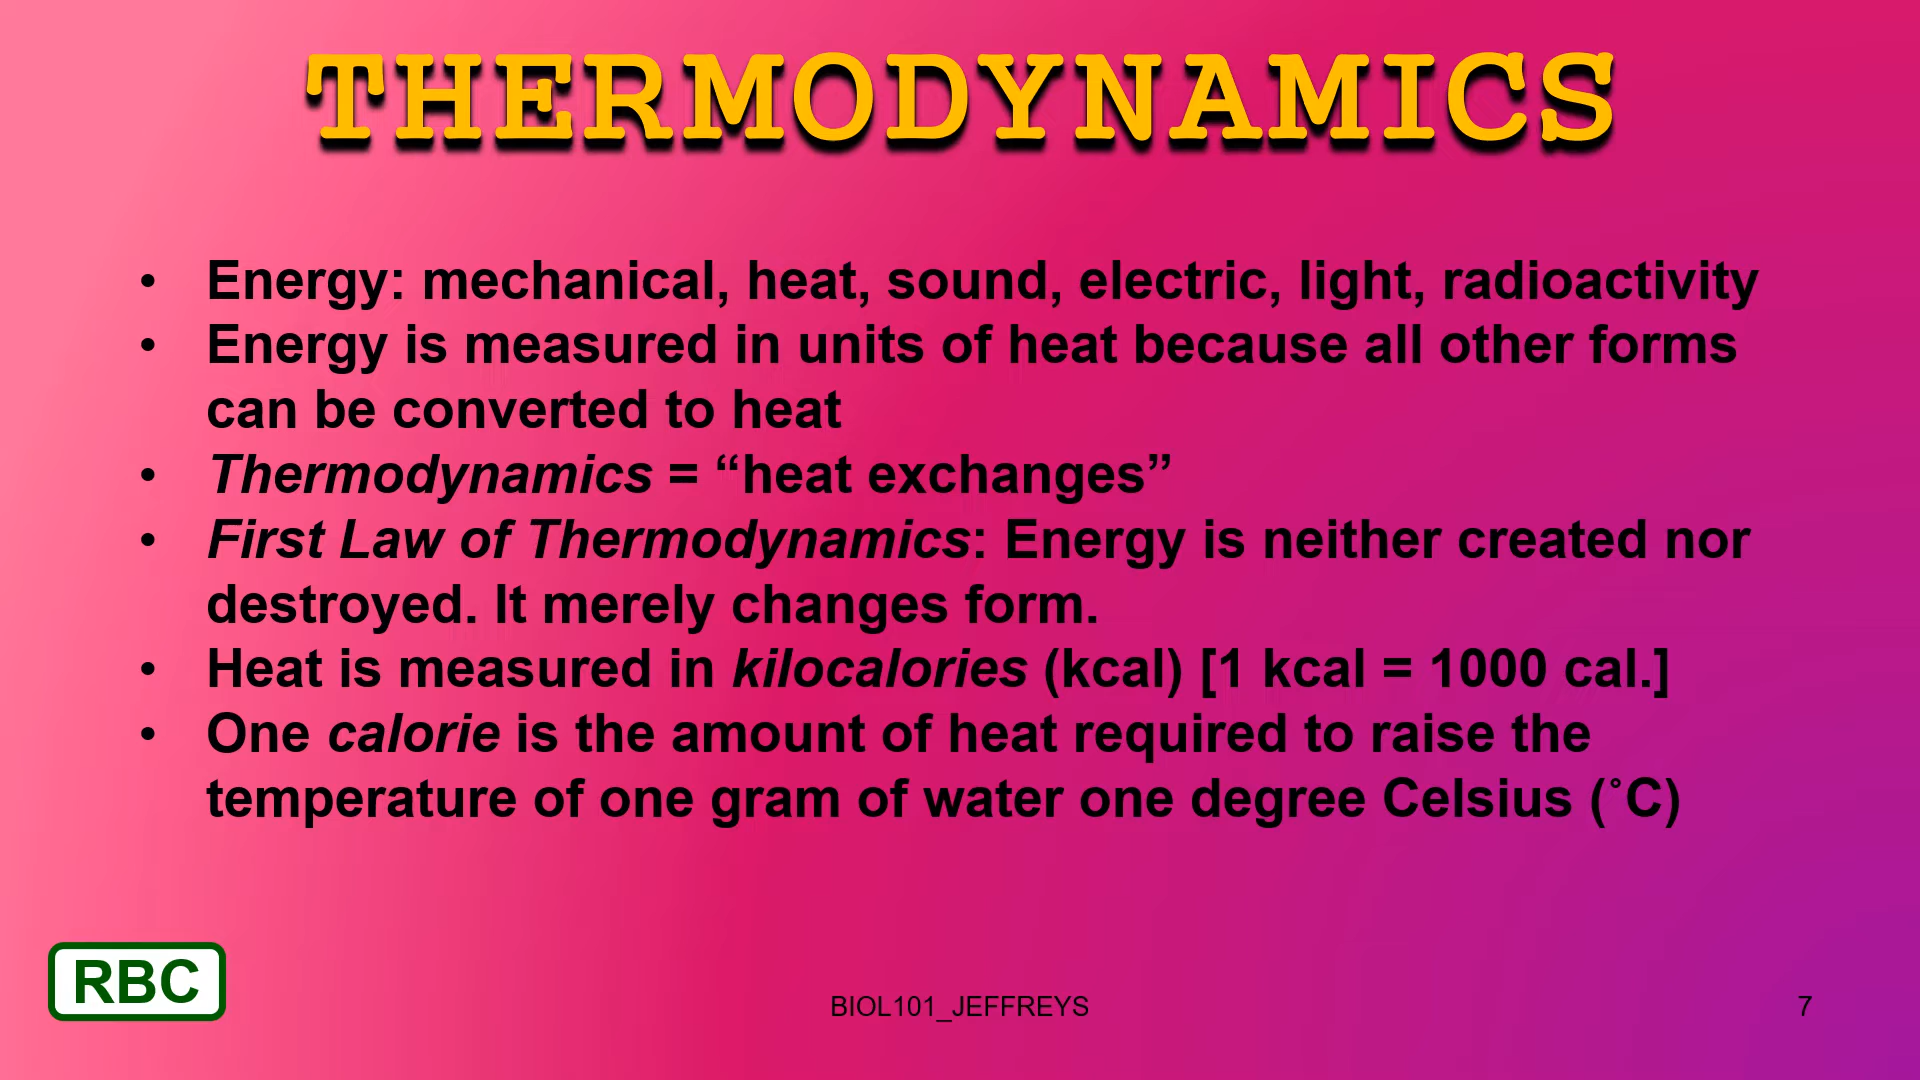 THERMODYNAMICS
• Energy: mechanical, heat, sound, electric, light, radioactivity
• Energy is measured in units of heat because all other forms
can be converted to heat
• Thermodynamics = “heat exchanges”
• First Law of Thermodynamics: Energy is neither created nor
destroyed. It merely changes form.
• Heat is measured in kilocalories (kcal) [1 kcal = 1000 cal.]
• One calorie is the amount of heat required to raise the
temperature of one gram of water one degree Celsius (˚C)
RBC
BIOL101_JEFFREYS
7